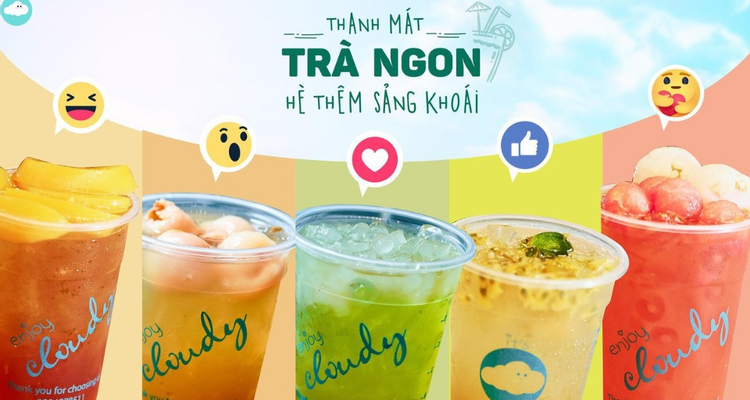 THANH MÁT
TRÀ NGON
HÈ THÊM SẢNG KHOÁI
enjoy
cloudy
Thank you for choosing
enjoy
cloudy
enjoy
cloudy
enjoy
cloudy